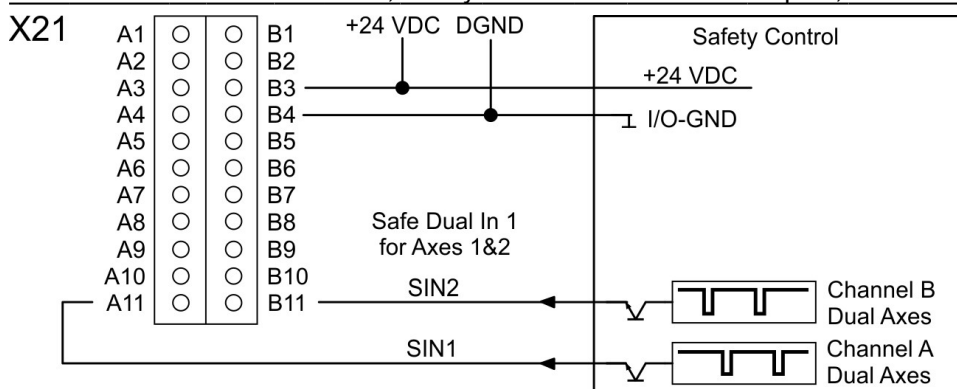 X21
+24 VDC DGND
Safety Control
A1 B1
A2 B2
+24 VDC
A3 B3
A4 B4
I/O-GND
A5 B5
A6 B6
A7 B7
A8 B8
A9 B9
A10 B10
A11 B11
Safe Dual In 1
for Axes 1&2
SIN2
Channel B
Dual Axes
SIN1
Channel A
Dual Axes